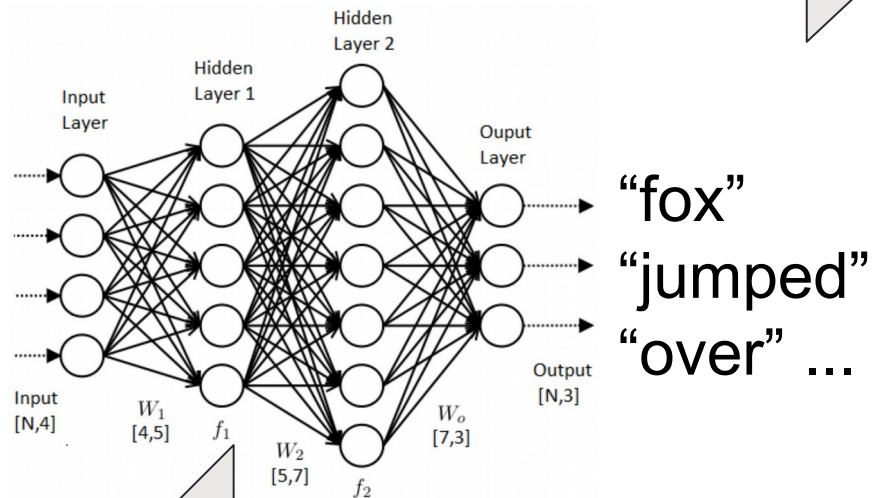 Hidden
Layer 2
Hidden
Layer 1
Input
Layer
Ouput
Layer
“fox”
“jumped”
“over” ...
Input
[N,4]
W₁
[4,5]
f₁
W₂
[5,7]
f₂
Wₒ
[7,3]
Output
[N,3]